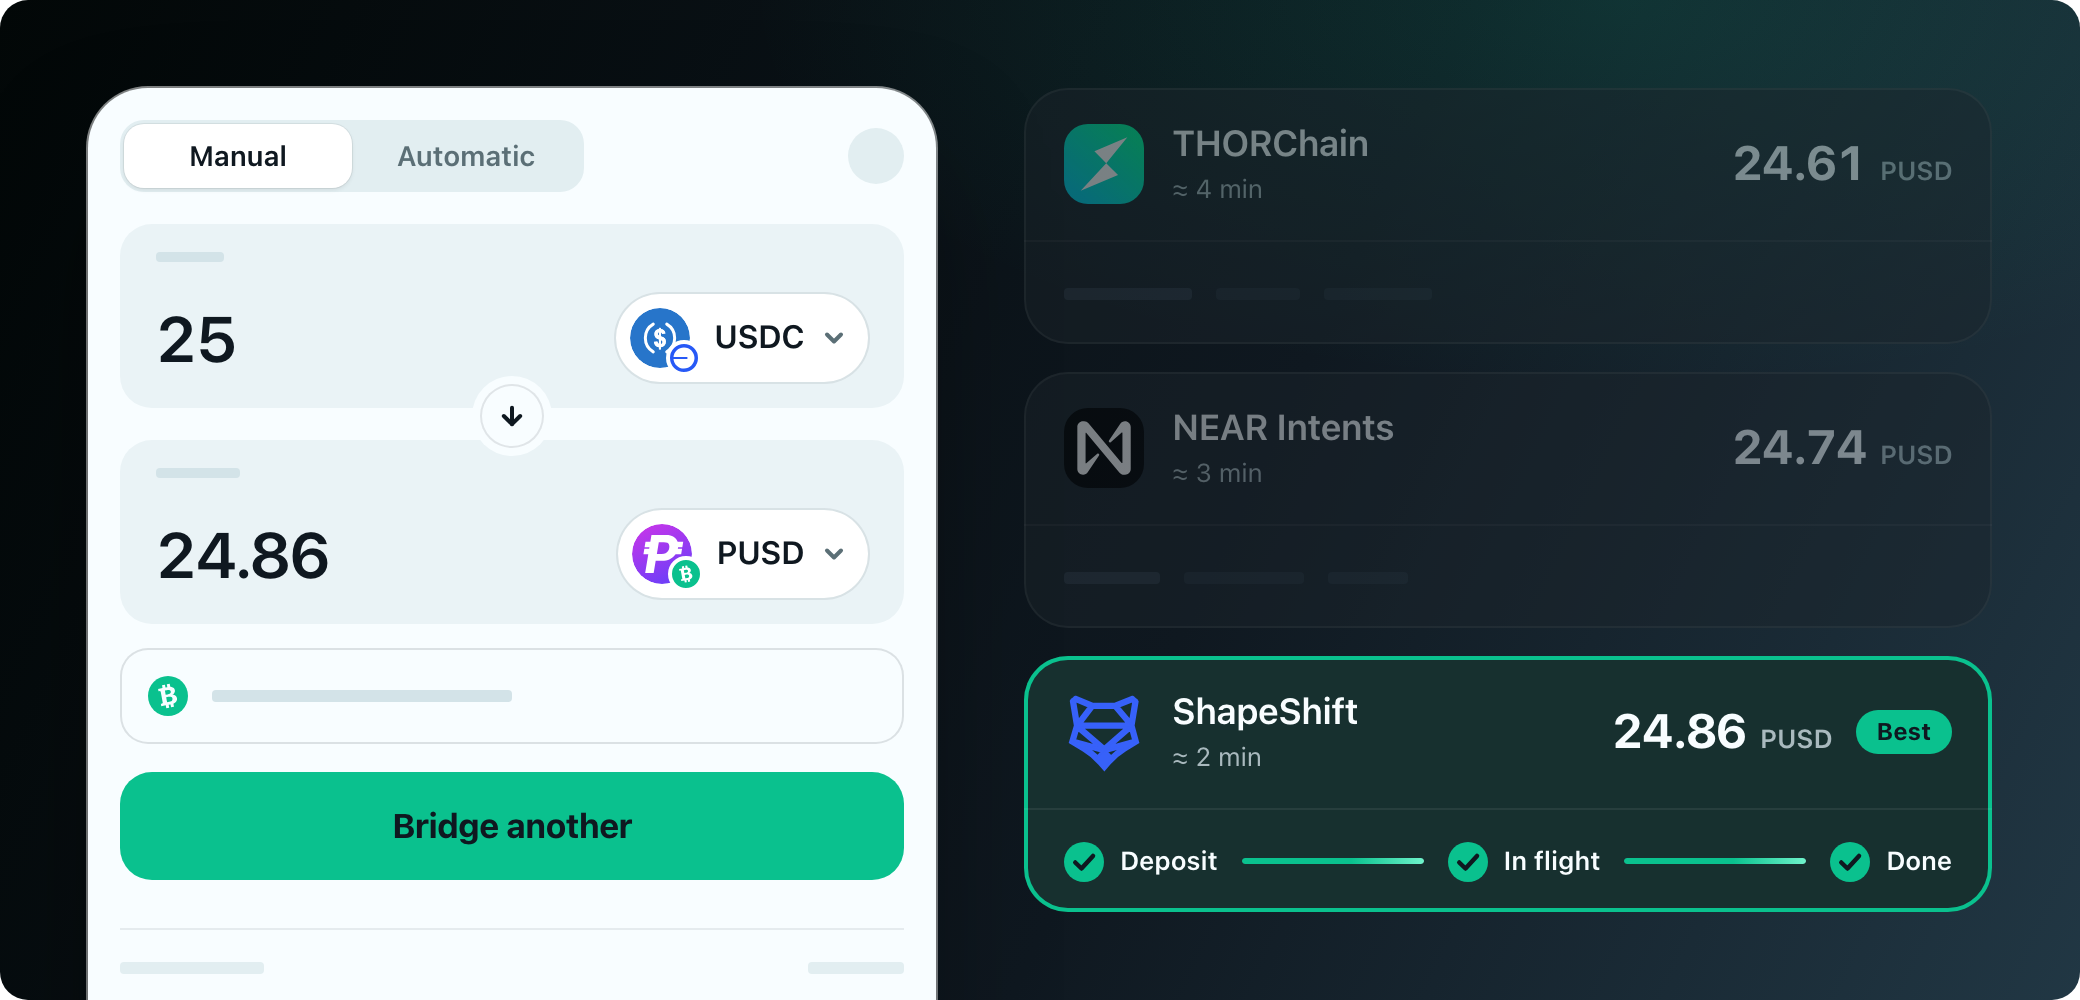 Manual
Automatic
25
USDC
24.86
PUSD
Bridge another
THORChain
≈ 4 min
24.61 PUSD
NEAR Intents
≈ 3 min
24.74 PUSD
ShapeShift
≈ 2 min
24.86 PUSD
Best
Deposit
In flight
Done